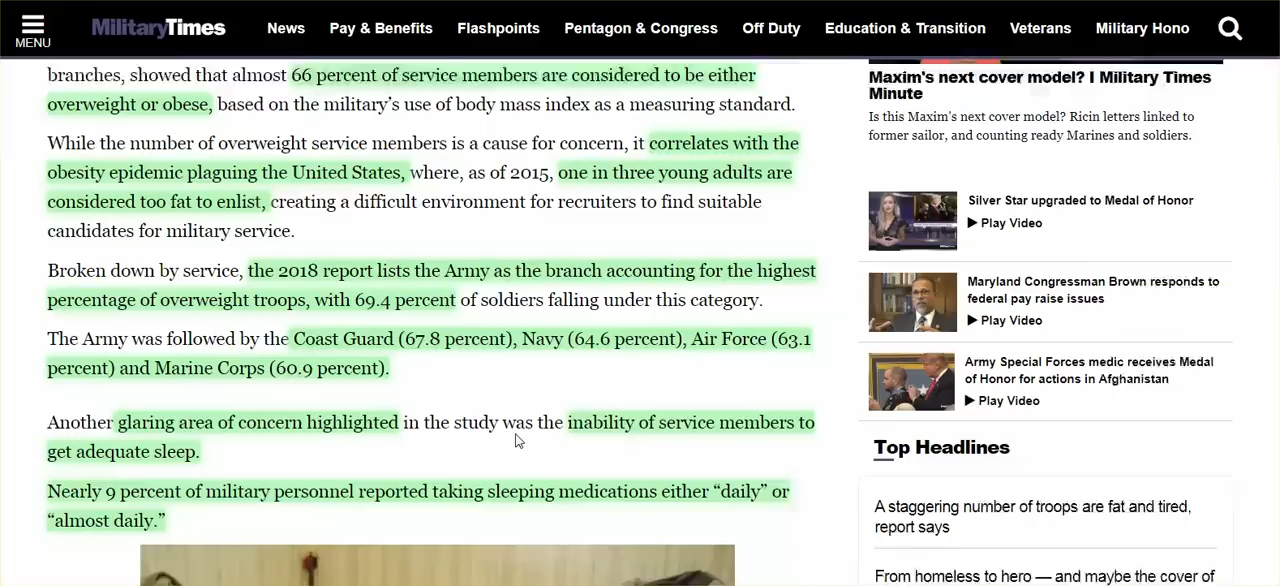 MENU
MilitaryTimes
News
Pay & Benefits
Flashpoints
Pentagon & Congress
Off Duty
Education & Transition
Veterans
Military Hono
branches, showed that almost 66 percent of service members are considered to be either
overweight or obese, based on the military’s use of body mass index as a measuring standard.
While the number of overweight service members is a cause for concern, it correlates with the
obesity epidemic plaguing the United States, where, as of 2015, one in three young adults are
considered too fat to enlist, creating a difficult environment for recruiters to find suitable
candidates for military service.
Broken down by service, the 2018 report lists the Army as the branch accounting for the highest
percentage of overweight troops, with 69.4 percent of soldiers falling under this category.
The Army was followed by the Coast Guard (67.8 percent), Navy (64.6 percent), Air Force (63.1
percent) and Marine Corps (60.9 percent).
Another glaring area of concern highlighted in the study was the inability of service members to
get adequate sleep.
Nearly 9 percent of military personnel reported taking sleeping medications either “daily” or
“almost daily.”
Maxim's next cover model? I Military Times
Minute
Is this Maxim's next cover model? Ricin letters linked to
former sailor, and counting ready Marines and soldiers.
Silver Star upgraded to Medal of Honor
Play Video
Maryland Congressman Brown responds to
federal pay raise issues
Play Video
Army Special Forces medic receives Medal
of Honor for actions in Afghanistan
Play Video
Top Headlines
A staggering number of troops are fat and tired,
report says
From homeless to hero — and maybe the cover of